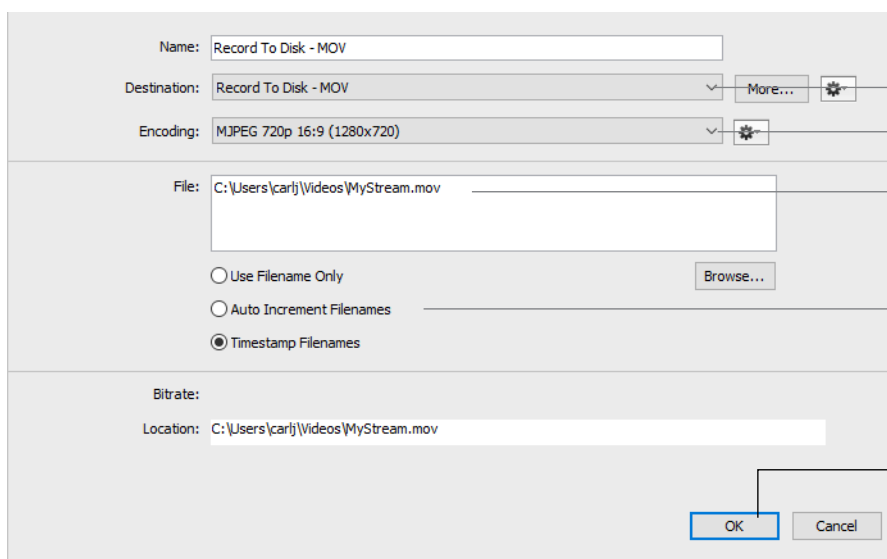 Name: Record To Disk - MOV
Destination: Record To Disk - MOV More...
Encoding: MJPEG 720p 16:9 (1280x720)
File: C:\Users\carlj\Videos\MyStream.mov
Use Filename Only Browse...
Auto Increment Filenames
Timestamp Filenames
Bitrate:
Location: C:\Users\carlj\Videos\MyStream.mov
OK Cancel